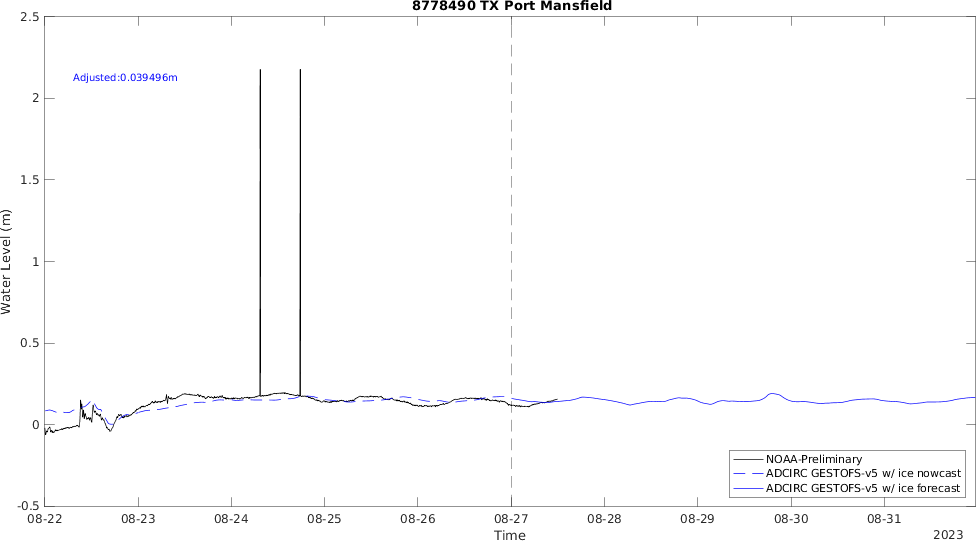 8778490 TX Port Mansfield
Adjusted:0.039496m
Water Level (m)
2.5
2
1.5
1
0.5
0
-0.5
NOAA-Preliminary
ADCIRC GESTOFS-v5 w/ ice nowcast
ADCIRC GESTOFS-v5 w/ ice forecast
08-22 08-23 08-24 08-25 08-26 08-27 08-28 08-29 08-30 08-31
Time
2023